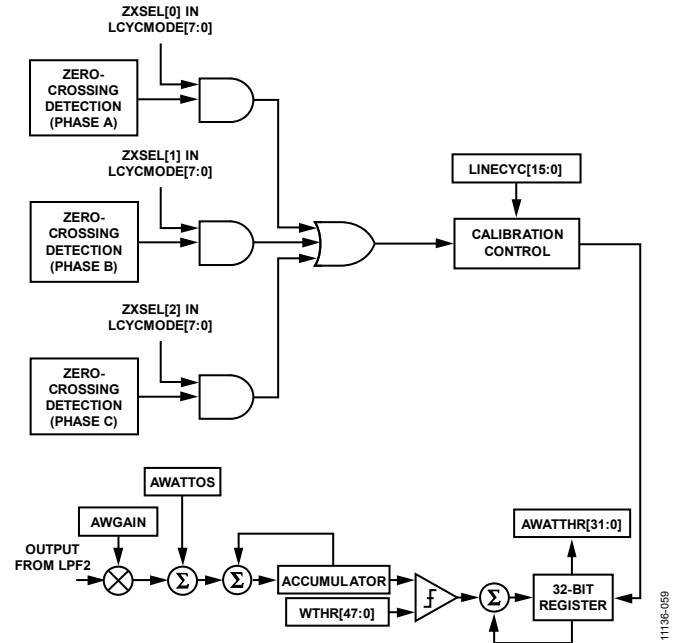 ZXSEL[0] IN
LCYCMODE[7:0]
ZERO-
CROSSING
DETECTION
(PHASE A)
ZXSEL[1] IN
LCYCMODE[7:0]
LINECYC[15:0]
ZERO-
CROSSING
DETECTION
(PHASE B)
CALIBRATION
CONTROL
ZXSEL[2] IN
LCYCMODE[7:0]
ZERO-
CROSSING
DETECTION
(PHASE C)
AWATTOS
AWGAIN
AWATTHR[31:0]
OUTPUT
FROM LPF2
Σ
Σ
ACCUMULATOR
WTHR[47:0]
Σ
32-BIT
REGISTER
11136-059